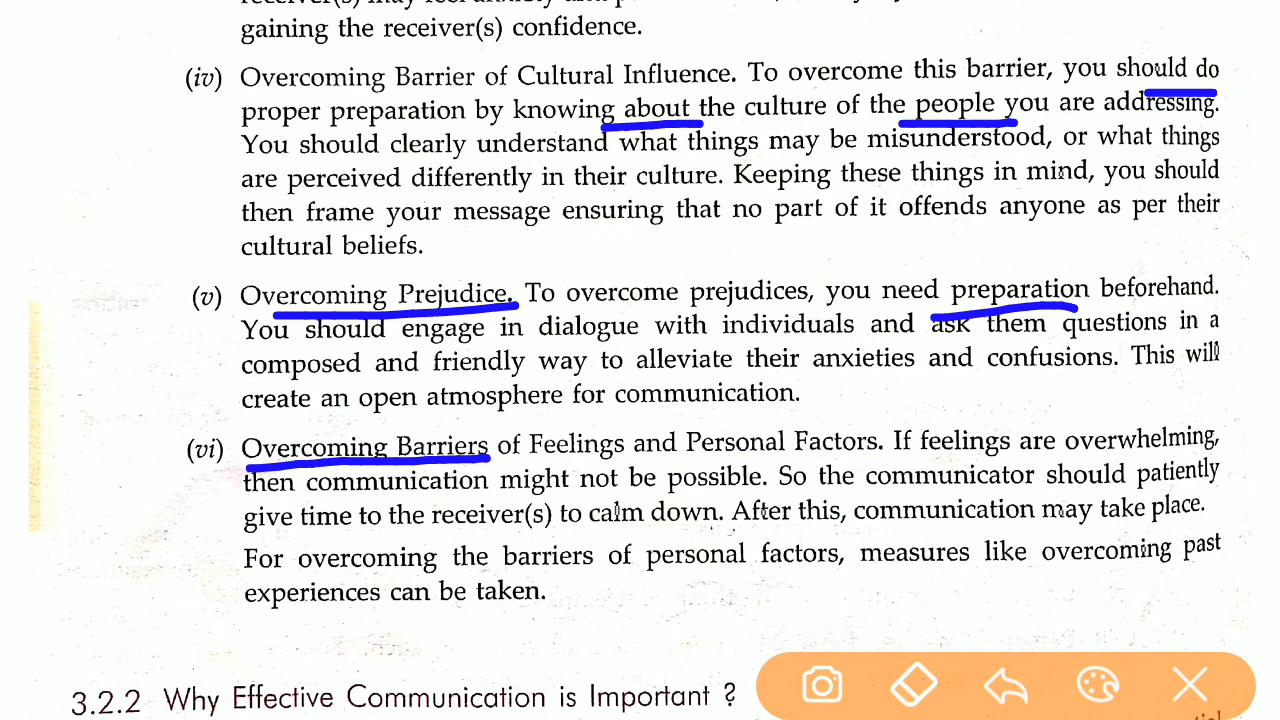 gaining the receiver(s) confidence.
(iv) Overcoming Barrier of Cultural Influence. To overcome this barrier, you should do
proper preparation by knowing about the culture of the people you are addressing.
You should clearly understand what things may be misunderstood, or what things
are perceived differently in their culture. Keeping these things in mind, you should
then frame your message ensuring that no part of it offends anyone as per their
cultural beliefs.
(v) Overcoming Prejudice. To overcome prejudices, you need preparation beforehand.
You should engage in dialogue with individuals and ask them questions in a
composed and friendly way to alleviate their anxieties and confusions. This will
create an open atmosphere for communication.
(vi) Overcoming Barriers of Feelings and Personal Factors. If feelings are overwhelming,
then communication might not be possible. So the communicator should patiently
give time to the receiver(s) to calm down. After this, communication may take place.
For overcoming the barriers of personal factors, measures like overcoming past
experiences can be taken.
3.2.2 Why Effective Communication is Important ?